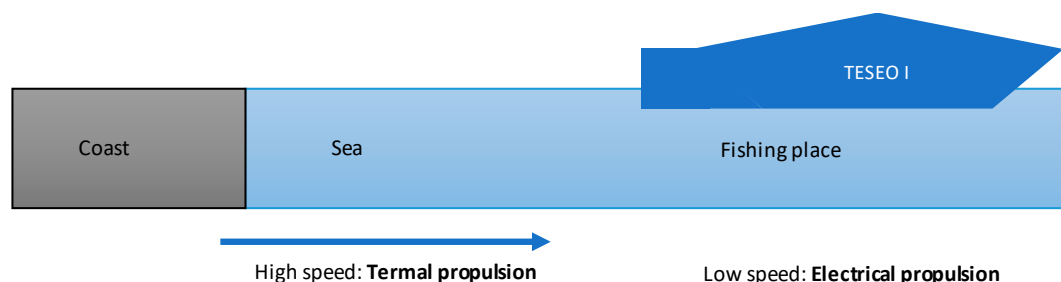 TESEO I
Coast
Sea
Fishing place
High speed: Termal propulsion
Low speed: Electrical propulsion